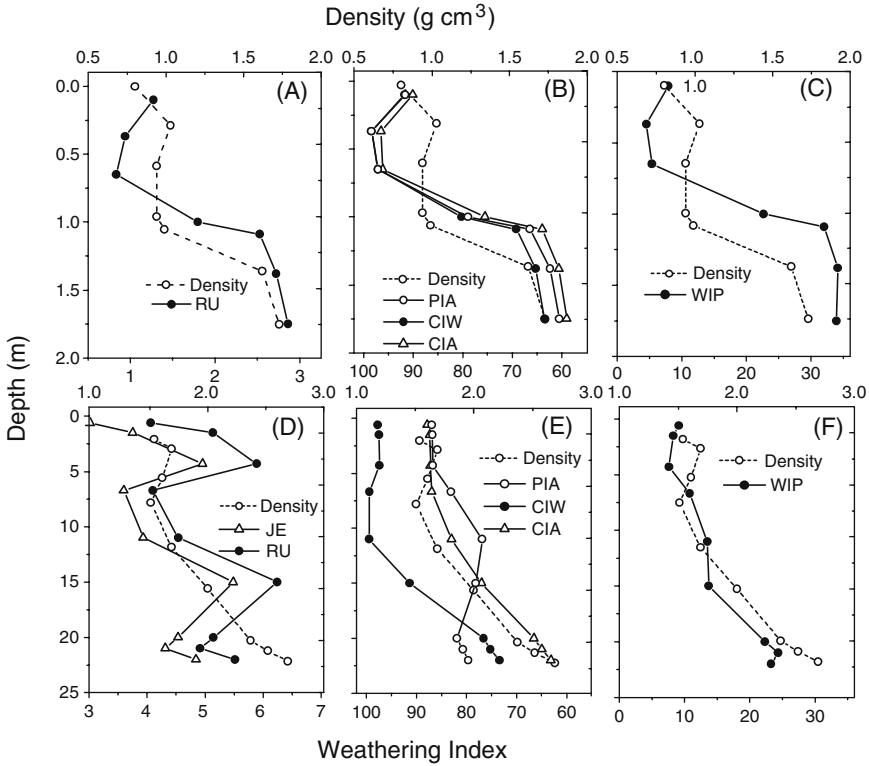 Density (g cm3)
0.5 1.0 1.5 2.0 0.5 1.0 1.5 2.0 0.5 1.0 1.5 2.0
0.0
0.5
1.0
1.5
2.0
(A)
Density
RU
1 2 3
(B)
Density
PIA
CIW
CIA
100 90 80 70 60
(C)
Density
WIP
0 10 20 30
Depth (m)
1.0 2.0 3.0 1.0 2.0 3.0 1.0 2.0 3.0
0
5
10
15
20
25
(D)
Density
JE
RU
3 4 5 6 7
(E)
Density
PIA
CIW
CIA
100 90 80 70 60
(F)
Density
WIP
0 10 20 30
Weathering Index